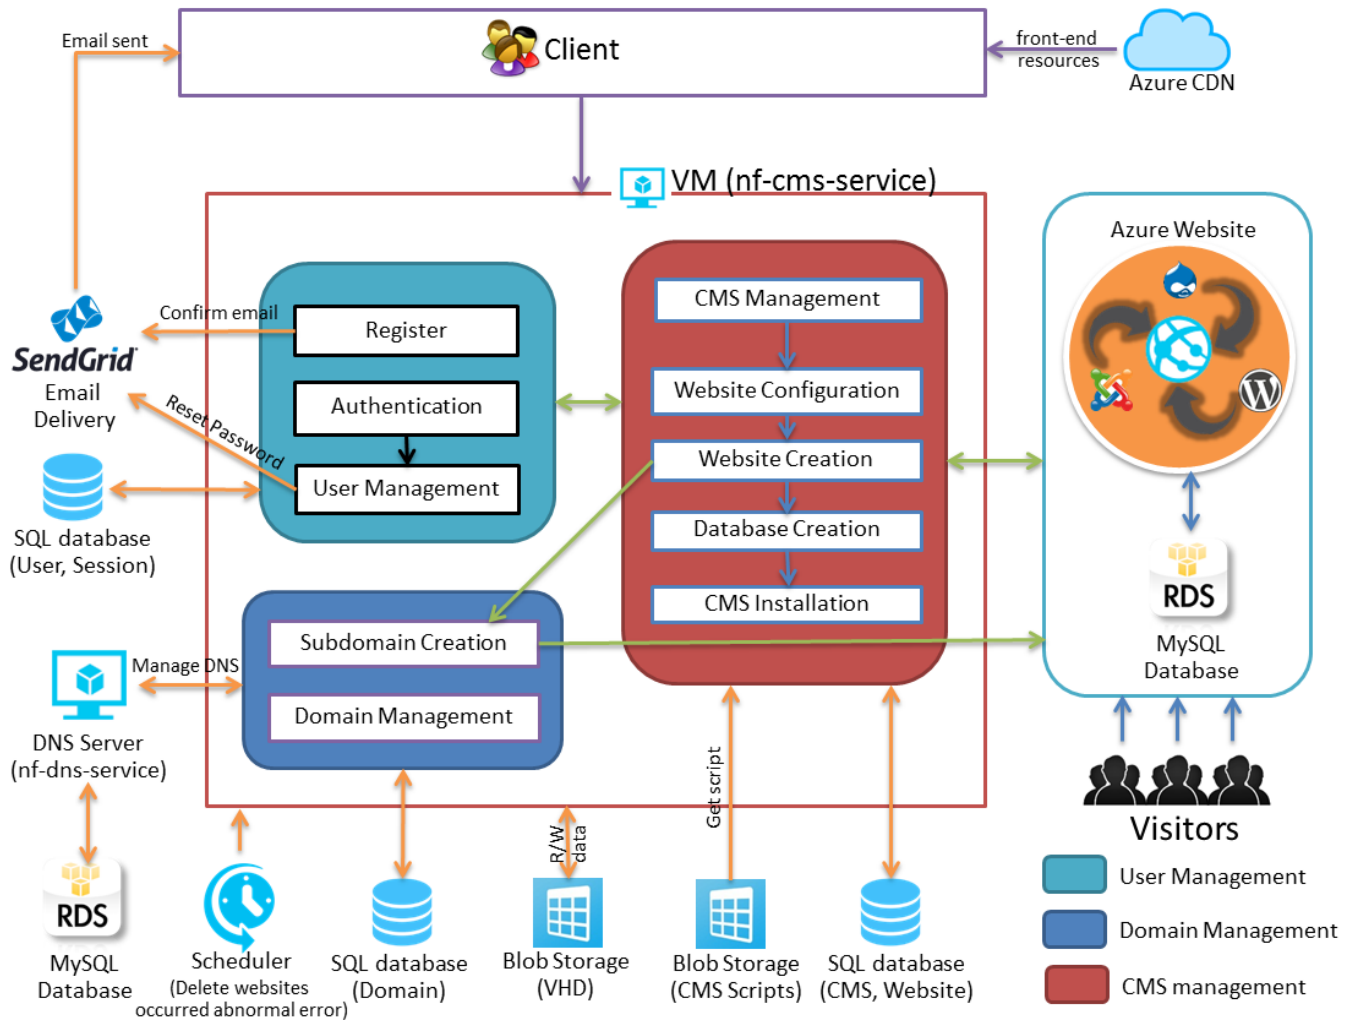 Email sent
Client
front-end
resources
Azure CDN
VM (nf-cms-service)
Azure Website
CMS Management
Confirm email
Register
Website Configuration
SendGrid
Email
Delivery
Authentication
Reset Password
Website Creation
User Management
Database Creation
SQL database
(User, Session)
CMS Installation
RDS
MySQL
Database
Subdomain Creation
Manage DNS
Domain Management
DNS Server
(nf-dns-service)
Get script
R/W
data
Visitors
User Management
Domain Management
CMS management
RDS
MySQL
Database
Scheduler
(Delete websites
occurred abnormal error)
SQL database
(Domain)
Blob Storage
(VHD)
Blob Storage
(CMS Scripts)
SQL database
(CMS, Website)